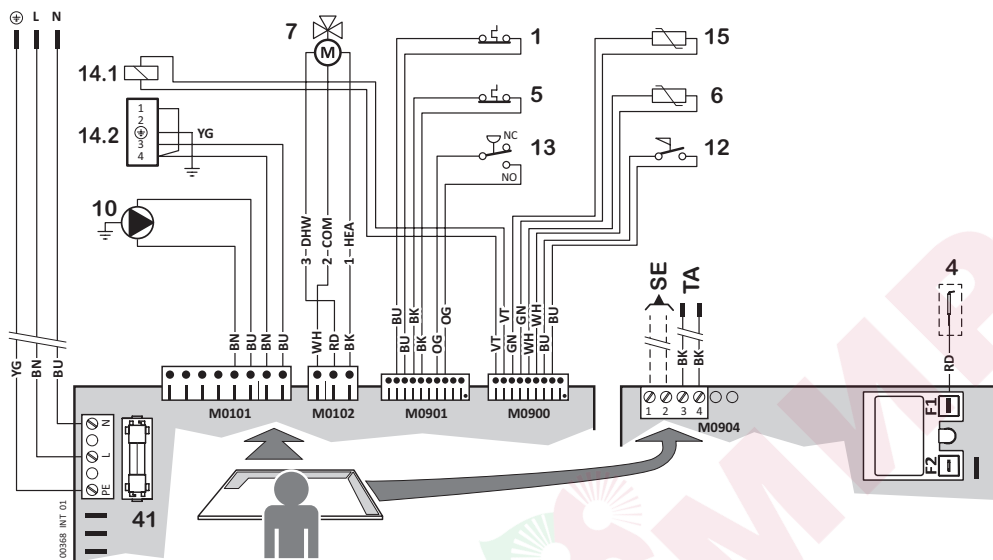 L N
7
1
15
M
14.1
5
6
14.2
1
2
3
4
YG
NC
13
12
NO
10
3-DHW
2-COM
1-HEA
SE
TA
4
BN
BU
BN
BU
WH
RD
BK
BU
BU
BK
BK
OG
OG
VT
VT
GN
GN
WH
WH
BU
BU
BK
BK
RD
YG
BN
BU
M0101
M0102
M0901
M0900
1 2 3 4
M0904
F1
F2
N
L
PE
41
00368 INT 01